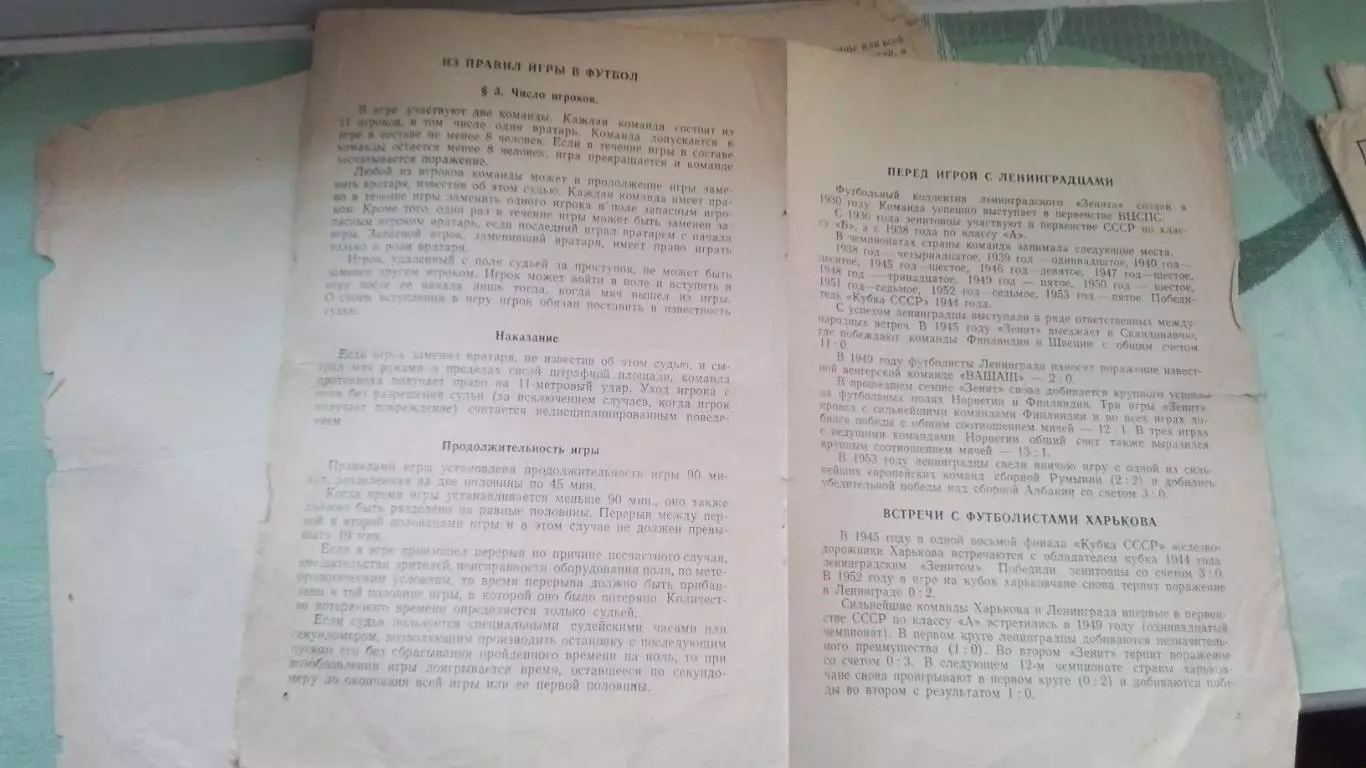 ины или всей
ИЗ ПРАВИЛ ИГРЫ В ФУТБОЛ
§ 3. Число игроков.
В игре участвуют две команды. Каждая команда состоит из
11 игроков, в том числе один вратарь. Команда допускается к
игре в составе не менее 8 человек. Если в течение игры в составе
команды остается менее 8 человек, игра прекращается и команде
засчитывается поражение.
Любой из игроков команды может в продолжение игры заме-
нить вратаря, известив об этом судью. Каждая команда имеет пра-
во в течение игры заменить одного игрока в поле запасным игро-
ком. Кроме того, один раз в течение игры может быть заменен за-
пасным игроком вратарь, если последний играл вратарем с начала
игры. Запасной игрок, заменивший вратаря, имеет право играть
только в роли вратаря.
Игрок, удаленный с поля судьей за проступок, не может быть
заменен другим игроком. Игрок может войти в поле и вступить в
игру после ее начала лишь тогда, когда мяч вышел из игры.
О своем вступлении в игру игрок обязан поставить в известность
судью.
Наказание
Если игрок заменил вратаря, не известив об этом судью, и сы-
грал мяч руками в пределах своей штрафной площади, команда
противника получает право на 11-метровый удар. Уход игрока с
поля без разрешения судьи (за исключением случаев, когда игрок
получает повреждение) считается недисциплинированным поведе-
нием
Продолжительность игры
Правилами игры установлена продолжительность игры 90 ми-
нут, разделенная на две половины по 45 мин.
Когда время игры устанавливается меньше 90 мин., оно также
должно быть разделено на равные половины. Перерыв между пер-
вой и второй половинами игры и в этом случае не должен превы-
шать 10 мин.
Если в игре произошел перерыв по причине несчастного случая,
вмешательства зрителей, неисправности оборудования поля, по мете-
орологическим условиям, то время перерыва должно быть прибав-
лено к той половине игры, в которой оно было потеряно. Количест-
во потерянного времени определяется только судьей.
Если судья пользуется специальными судейскими часами или
секундомером, позволяющим производить остановку с последующим
пуском его без сбрасывания пройденного времени на ноль, то при
возобновлении игры доигрывается время, оставшееся по секундо-
меру до окончания всей игры или ее первой половины.
ПЕРЕД ИГРОЙ С ЛЕНИНГРАДЦАМИ
Футбольный коллектив ленинградского «Зенита» создан в
1930 году. Команда успешно выступает в первенстве ВЦСПС.
С 1936 года зенитовцы участвуют в первенстве СССР по клас-
су «Б», а с 1938 года по классу «А».
В чемпионатах страны команда занимала следующие места.
1938 год—четырнадцатое, 1939 год — одиннадцатое, 1940 год—
десятое, 1945 год—шестое, 1946 год—девятое, 1947 год—шестое,
1948 год — тринадцатое, 1949 год — пятое, 1950 год — шестое,
1951 год—седьмое, 1952 год—седьмое, 1953 год — пятое. Победи-
тель «Кубка СССР» 1944 года.
С успехом ленинградцы выступали в ряде ответственных между-
народных встреч. В 1945 году «Зенит» выезжает в Скандинавию,
где побеждают команды Финляндии и Швеции с общим счетом
11 : 0.
В 1949 году футболисты Ленинграда наносят поражение извест-
ной венгерской команде «ВАШАШ» — 2 : 0.
В прошедшем сезоне «Зенит» снова добивается крупного успеха
на футбольных полях Норвегии и Финляндии. Три игры «Зенит»
провел с сильнейшими командами Финляндии и во всех играх до-
бился победы с общим соотношением мячей — 12 : 1. В трех играх
с ведущими командами Норвегии общий счет также выразился
крупным соотношением мячей — 13 : 1.
В 1953 году ленинградцы свели вничью игру с одной из силь-
нейших европейских команд сборной Румынии (2 : 2) и добились
убедительной победы над сборной Албании со счетом 3 : 0.
ВСТРЕЧИ С ФУТБОЛИСТАМИ ХАРЬКОВА
В 1945 году в одной восьмой финала «Кубка СССР» железно-
дорожники Харькова встречаются с обладателем кубка 1944 года
ленинградским «Зенитом». Победили зенитовцы со счетом 3 : 0
В 1952 году в игре на кубок харьковчане снова терпят поражение
в Ленинграде 0 : 2.
Сильнейшие команды Харькова и Ленинграда впервые в первен-
стве СССР по классу «А» встретились в 1949 году (одиннадцатый
чемпионат). В первом круге ленинградцы добиваются незначитель-
ного преимущества (1 : 0). Во втором «Зенит» терпит поражение
со счетом 0 : 3. В следующем 12-м чемпионате страны харьков-
чане снова проигрывают в первом круге (0 : 2) и добиваются побе-
ды во втором с результатом 1 : 0.
3